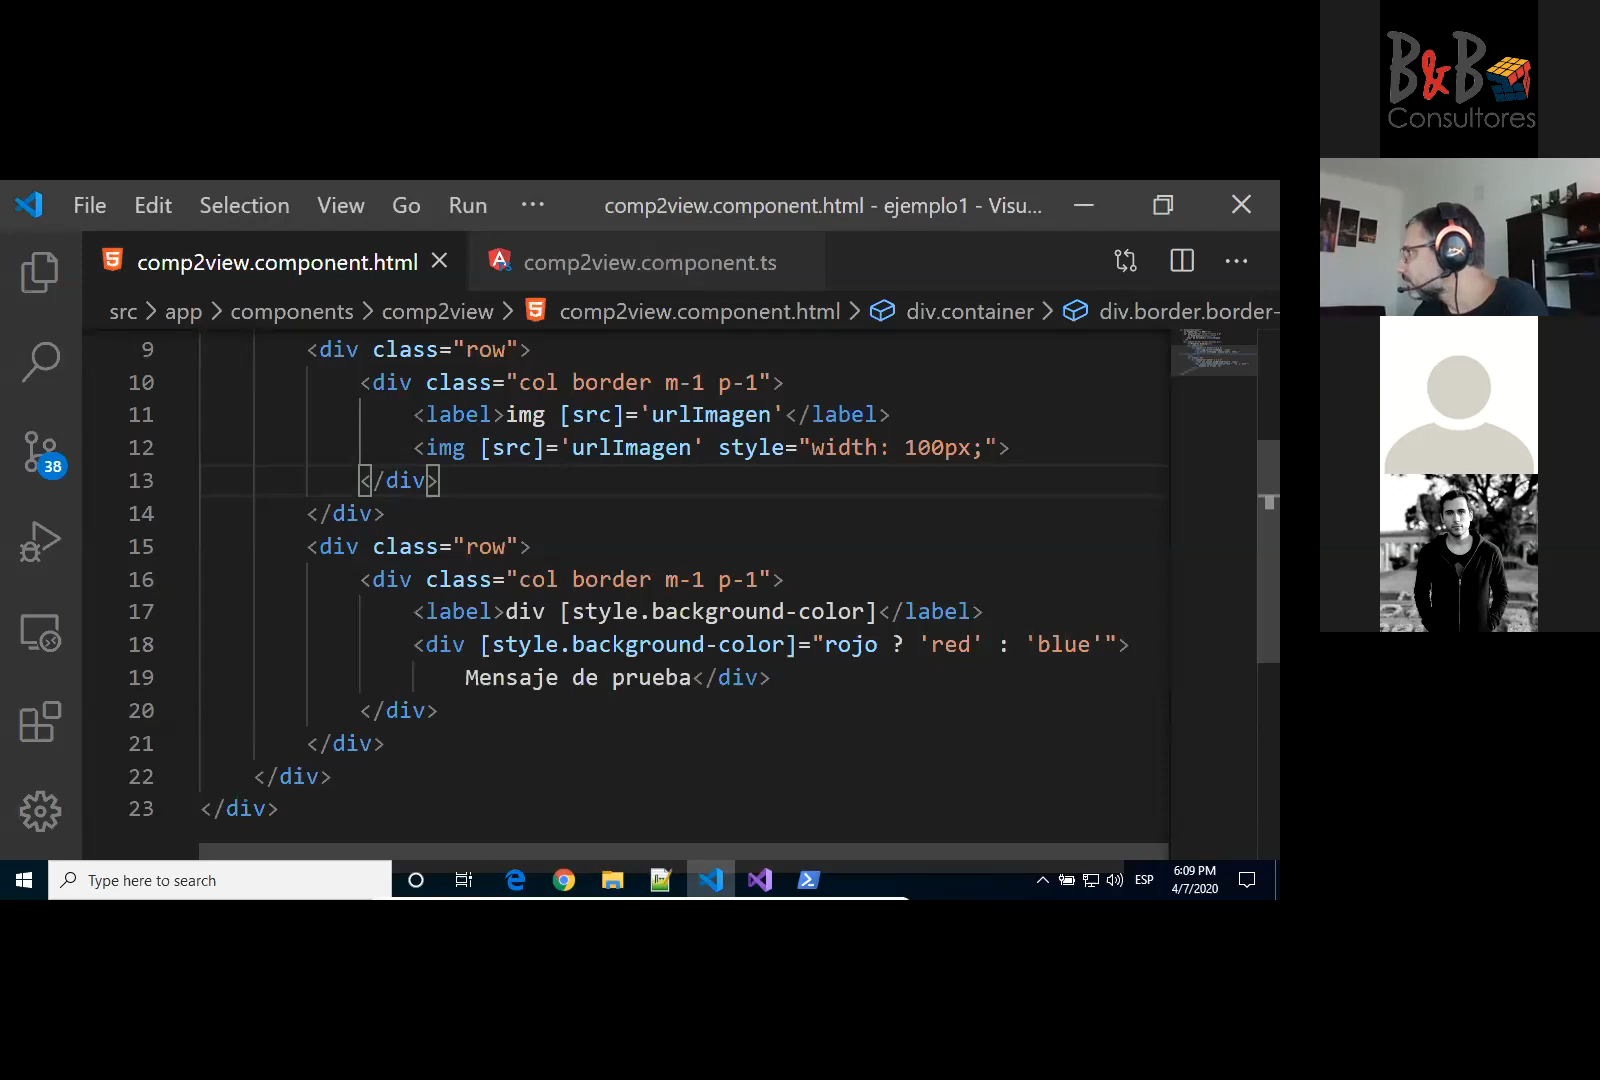 B&B
Consultores
File Edit Selection View Go Run ··· comp2view.component.html - ejemplo1 - Visu...
comp2view.component.html comp2view.component.ts
src > app > components > comp2view > comp2view.component.html > div.container > div.border.border-
9 <div class="row">
10 <div class="col border m-1 p-1">
11 <label>img [src]='urlImagen'</label>
12 <img [src]='urlImagen' style="width: 100px;">
13 </div>
14 </div>
15 <div class="row">
16 <div class="col border m-1 p-1">
17 <label>div [style.background-color]</label>
18 <div [style.background-color]="rojo ? 'red' : 'blue'">
19 Mensaje de prueba</div>
20 </div>
21 </div>
22 </div>
23 </div>
38
Type here to search
ESP
6:09 PM
4/7/2020